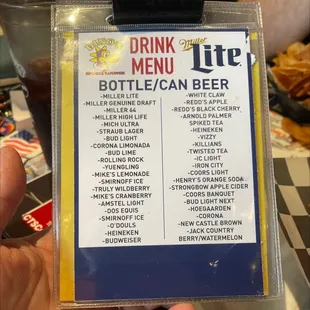 DRINK
MENU
Miller
Lite
BOTTLE/CAN BEER
-MILLER LITE
-MILLER GENUINE DRAFT
-MILLER 64
-MILLER HIGH LIFE
-MICH ULTRA
-STRAUB LAGER
-BUD LIGHT
-CORONA LIMONADA
-BUD LIME
-ROLLING ROCK
-YUENGLING
-MIKE'S LEMONADE
-SMIRNOFF ICE
-TRULY WILDBERRY
-MIKE'S CRANBERRY
-AMSTEL LIGHT
-DOS EQUIS
-SMIRNOFF ICE
-O'DOULS
-HEINEKEN
-BUDWEISER
-WHITE CLAW
-REDD'S APPLE
-REDD'S BLACK CHERRY
-ARNOLD PALMER
SPIKED TEA
-HEINEKEN
-VIZZY
-KILLIANS
-TWISTED TEA
-IC LIGHT
-IRON CITY
-COORS LIGHT
-HENRY'S ORANGE SODA
-STRONGBOW APPLE CIDER
-COORS BANQUET
-BUD LIGHT NEXT
-HOEGAARDEN
-CORONA
-NEW CASTLE BROWN
-JACK COUNTRY
BERRY/WATERMELON